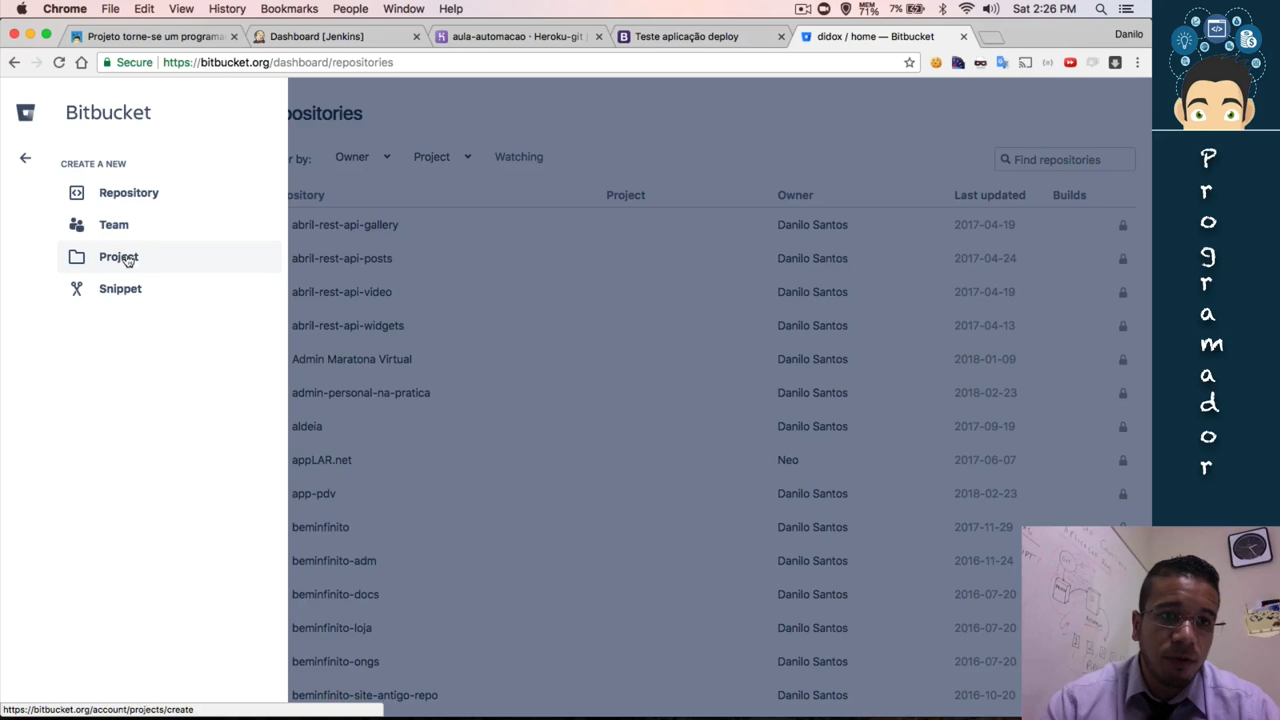 Chrome File Edit View History Bookmarks People Window Help MEM 71% 7% Sat 2:26 PM
Projeto torne-se um programa
Dashboard [Jenkins]
aula-automacao · Heroku-git
Teste aplicação deploy
didox / home — Bitbucket
Danilo
Secure https://bitbucket.org/dashboard/repositories
Bitbucket
CREATE A NEW
Repository
Team
Project
Snippet
positories
er by: Owner Project Watching
Find repositories
ository Project Owner Last updated Builds
abril-rest-api-gallery Danilo Santos 2017-04-19
abril-rest-api-posts Danilo Santos 2017-04-24
abril-rest-api-video Danilo Santos 2017-04-19
abril-rest-api-widgets Danilo Santos 2017-04-13
Admin Maratona Virtual Danilo Santos 2018-01-09
admin-personal-na-pratica Danilo Santos 2018-02-23
aldeia Danilo Santos 2017-09-19
appLAR.net Neo 2017-06-07
app-pdv Danilo Santos 2018-02-23
beminfinito Danilo Santos 2017-11-29
beminfinito-adm Danilo Santos 2016-11-24
beminfinito-docs Danilo Santos 2016-07-20
beminfinito-loja Danilo Santos 2016-07-20
beminfinito-ongs Danilo Santos 2016-07-20
beminfinito-site-antigo-repo Danilo Santos 2016-10-20
https://bitbucket.org/account/projects/create
Programador